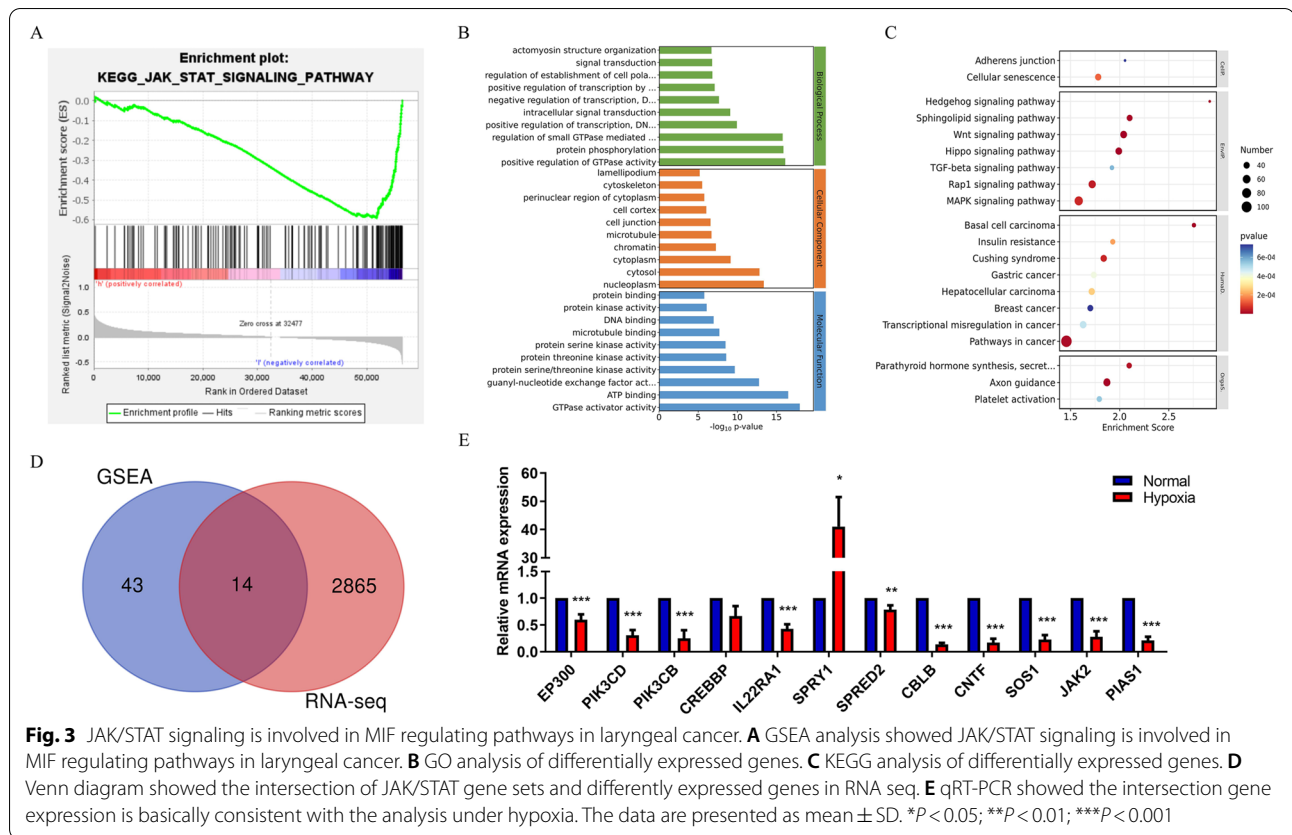 A
Enrichment plot:
KEGG_JAK_STAT_SIGNALING_PATHWAY
Enrichment score (ES)
0.0
-0.1
-0.2
-0.3
-0.4
-0.5
-0.6
'h' (positively correlated)
Ranked list metric (Signal2Noise)
1.0
0.5
0.0
-0.5
Zero cross at 32477
'l' (negatively correlated)
0
10,000
20,000
30,000
40,000
50,000
Rank in Ordered Dataset
Enrichment profile
Hits
Ranking metric scores
B
actomyosin structure organization
signal transduction
regulation of establishment of cell pola...
positive regulation of transcription by ...
negative regulation of transcription, D...
intracellular signal transduction
positive regulation of transcription, DN...
regulation of small GTPase mediated ...
protein phosphorylation
positive regulation of GTPase activity
lamellipodium
cytoskeleton
perinuclear region of cytoplasm
cell cortex
cell junction
microtubule
chromatin
cytoplasm
cytosol
nucleoplasm
protein binding
protein kinase activity
DNA binding
microtubule binding
protein serine kinase activity
protein threonine kinase activity
protein serine/threonine kinase activity
guanyl-nucleotide exchange factor act...
ATP binding
GTPase activator activity
Biological Process
Cellular Component
Molecular Function
0
5
10
15
-log10 p-value
C
Adherens junction
Cellular senescence
Hedgehog signaling pathway
Sphingolipid signaling pathway
Wnt signaling pathway
Hippo signaling pathway
TGF-beta signaling pathway
Rap1 signaling pathway
MAPK signaling pathway
Basal cell carcinoma
Insulin resistance
Cushing syndrome
Gastric cancer
Hepatocellular carcinoma
Breast cancer
Transcriptional misregulation in cancer
Pathways in cancer
Parathyroid hormone synthesis, secret...
Axon guidance
Platelet activation
CellP.
EnvIP.
HumaD.
OrgaS.
1.5
2.0
2.5
Enrichment Score
Number
40
60
80
100
pvalue
6e-04
4e-04
2e-04
D
GSEA
43
14
2865
RNA-seq
E
Relative mRNA expression
60
50
40
30
1.5
1.0
0.5
0.0
Normal
Hypoxia
***
***
***
***
*
**
***
***
***
***
***
EP300
PIK3CD
PIK3CB
CREBBP
IL22RA1
SPRY1
SPRED2
CBLB
CNTF
SOS1
JAK2
PIAS1
Fig. 3 JAK/STAT signaling is involved in MIF regulating pathways in laryngeal cancer. A GSEA analysis showed JAK/STAT signaling is involved in
MIF regulating pathways in laryngeal cancer. B GO analysis of differentially expressed genes. C KEGG analysis of differentially expressed genes. D
Venn diagram showed the intersection of JAK/STAT gene sets and differently expressed genes in RNA seq. E qRT-PCR showed the intersection gene
expression is basically consistent with the analysis under hypoxia. The data are presented as mean ± SD. *P < 0.05; **P < 0.01; ***P < 0.001